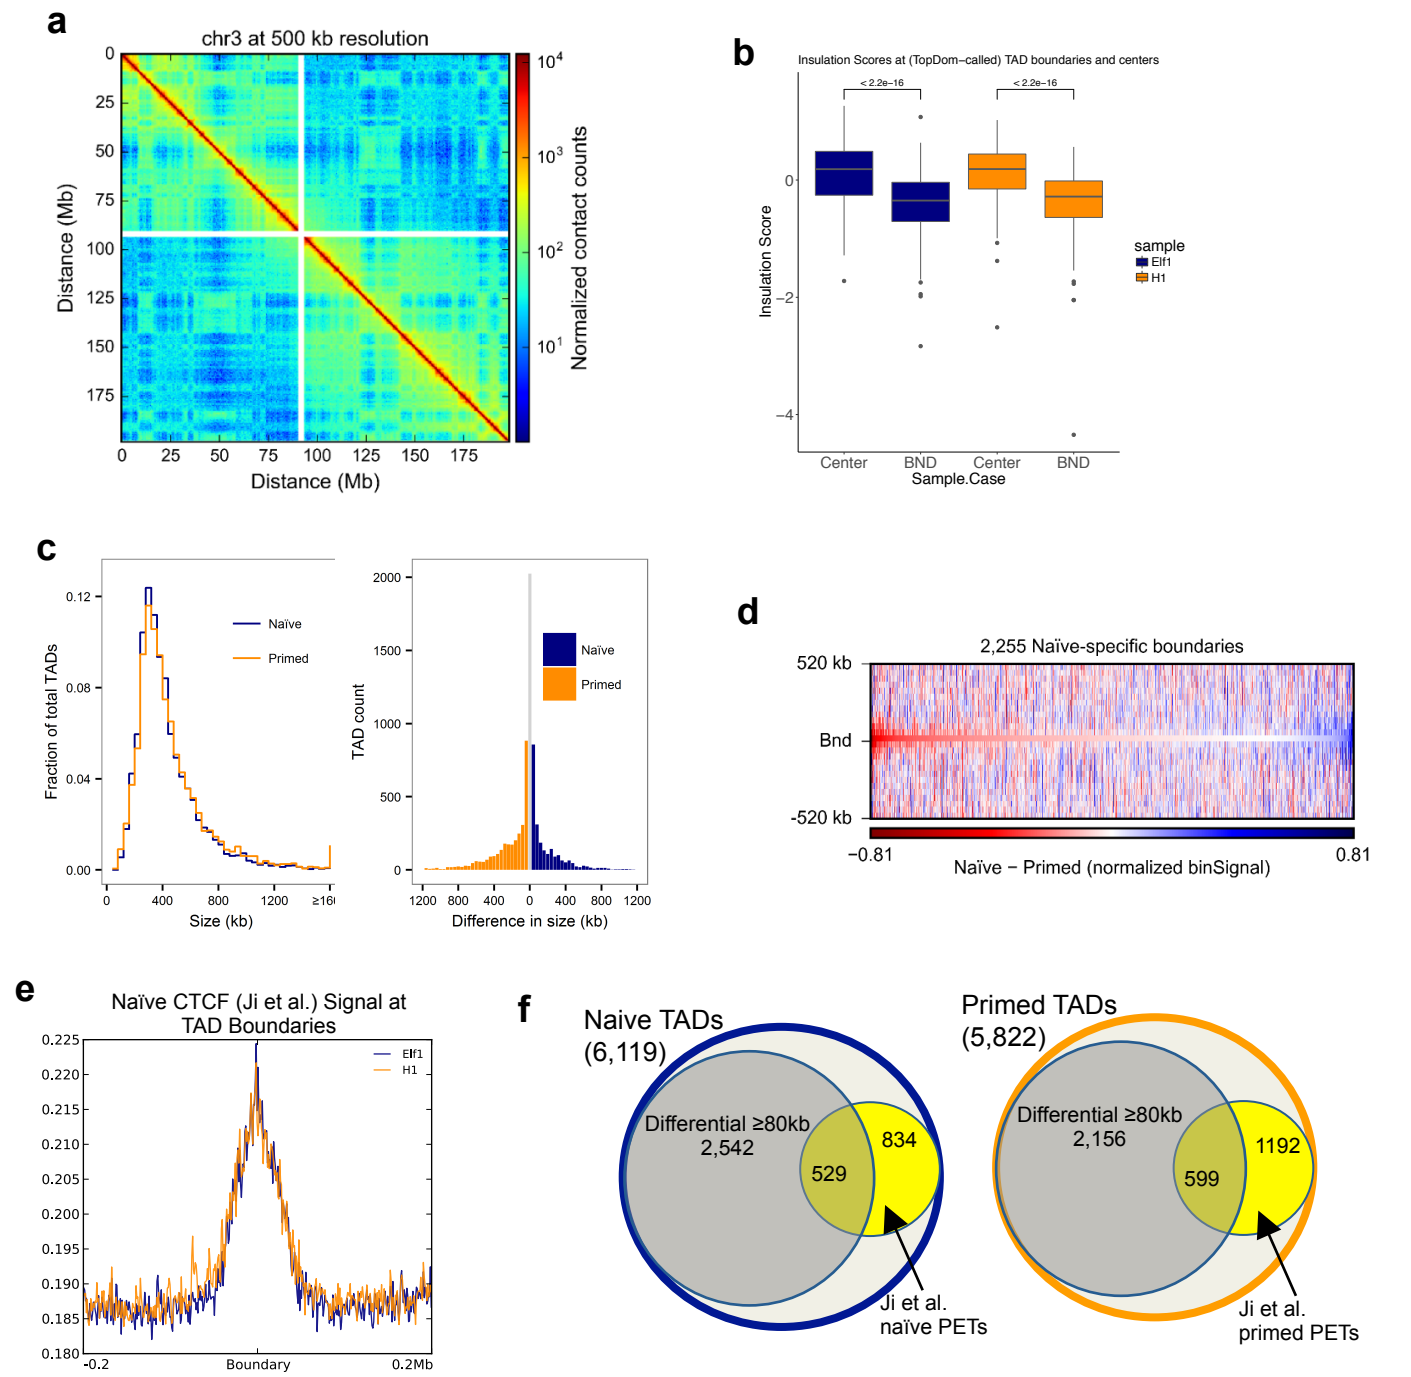 a
chr3 at 500 kb resolution
0
25
50
75
100
125
150
175
Distance (Mb)
0 25 50 75 100 125 150 175
Distance (Mb)
10^4
10^3
10^2
10^1
Normalized contact counts
b
Insulation Scores at (TopDom−called) TAD boundaries and centers
< 2.2e−16 < 2.2e−16
0
−2
−4
Insulation Score
Center BND Center BND
Sample.Case
sample
Elf1
H1
c
0.12
0.08
0.04
0.00
Fraction of total TADs
Naïve
Primed
0 400 800 1200 ≥16
Size (kb)
2000
1500
1000
500
0
TAD count
Naïve
Primed
1200 800 400 0 400 800 1200
Difference in size (kb)
d
2,255 Naïve-specific boundaries
520 kb
Bnd
-520 kb
−0.81 0.81
Naïve − Primed (normalized binSignal)
e
Naïve CTCF (Ji et al.) Signal at
TAD Boundaries
0.225
0.220
0.215
0.210
0.205
0.200
0.195
0.190
0.185
0.180
Elf1
H1
-0.2 Boundary 0.2Mb
f
Naive TADs
(6,119)
Differential ≥80kb
2,542
529
834
Ji et al.
naïve PETs
Primed TADs
(5,822)
Differential ≥80kb
2,156
599
1192
Ji et al.
primed PETs